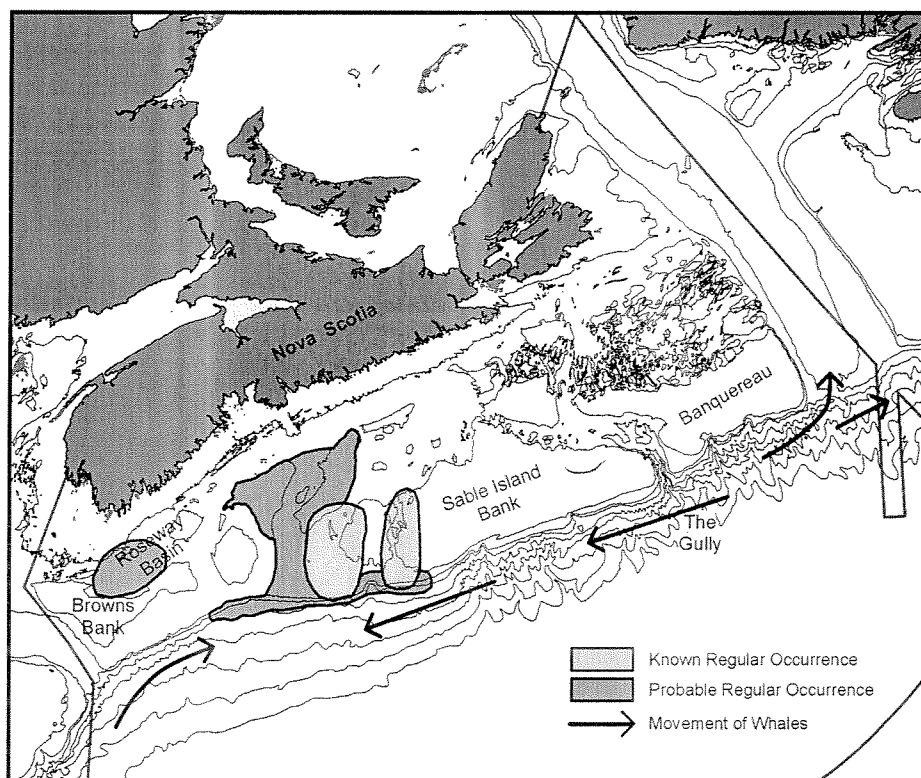 Nova Scotia
Banquereau
Sable Island
Bank
The
Gully
Roseway
Basin
Browns
Bank
Known Regular Occurrence
Probable Regular Occurrence
Movement of Whales